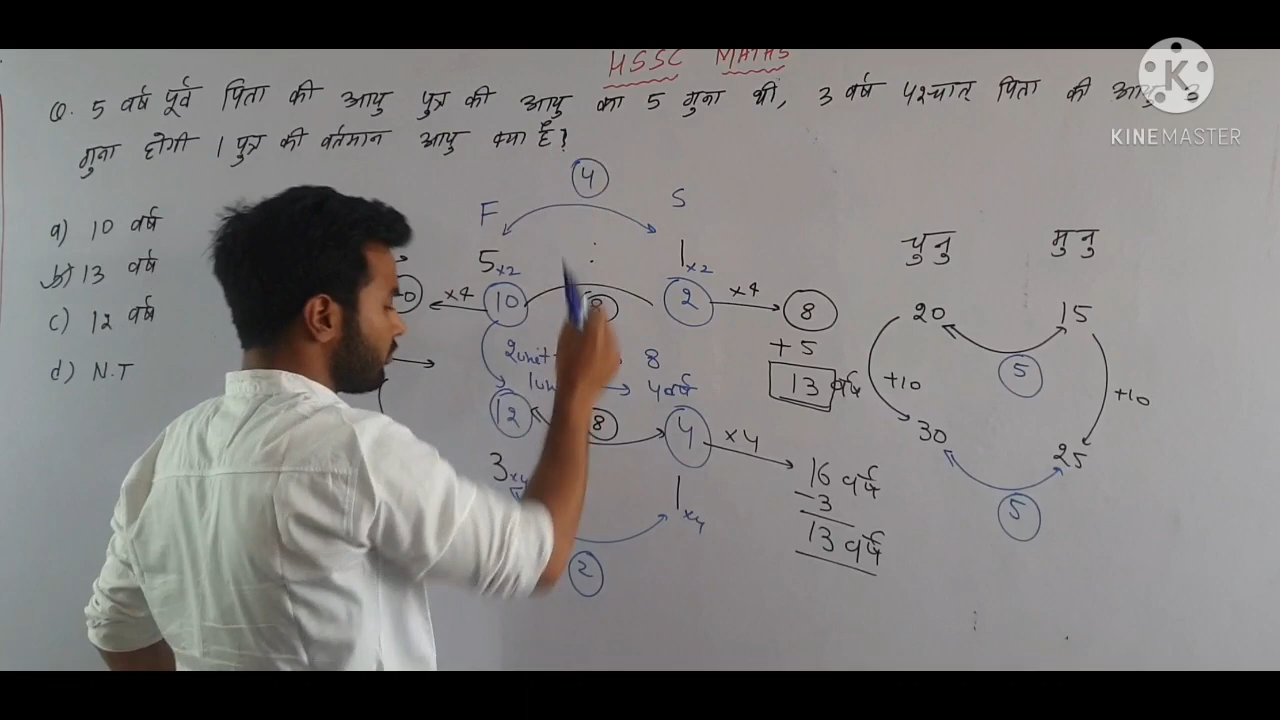 HSSC MATHS
Q. 5 वर्ष पूर्व पिता की आयु पुत्र की आयु का 5 गुना थी, 3 वर्ष पश्चात् पिता की आयु 3
गुना होगी । पुत्र की वर्तमान आयु क्या है?
K
KINEMASTER
a) 10 वर्ष
b) 13 वर्ष
c) 12 वर्ष
d) N.T
4
F S
5x2 : 1x2
x4 10 8 2 x4 8
+5
13 वर्ष
8
1 4 वर्ष
12 8 4 x4 16 वर्ष
-3
13 वर्ष
3x4 1x4
2
चुनु मुनु
20 15
5
+10 +10
30 25
5